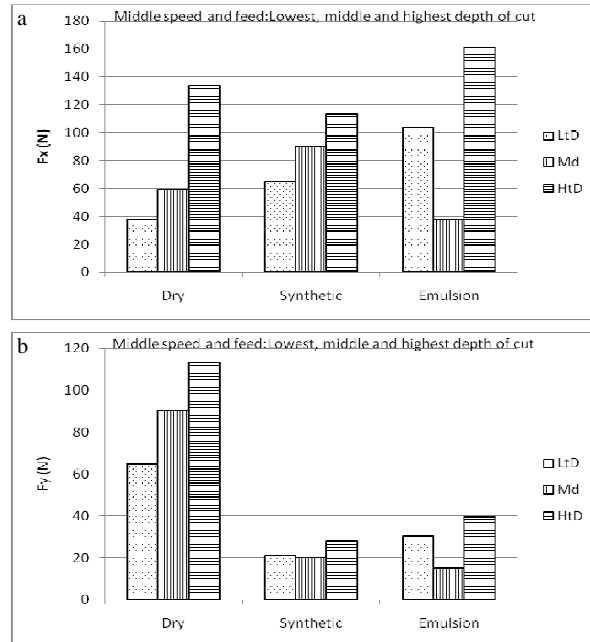 a
Middle speed and feed:Lowest, middle and highest depth of cut
180
160
140
120
100
80
60
40
20
0
Fx (N)
Dry
Synthetic
Emulsion
LtD
Md
HtD
b
Middle speed and feed:Lowest, middle and highest depth of cut
120
100
80
60
40
20
0
Fy (N)
Dry
Synthetic
Emulsion
LtD
Md
HtD